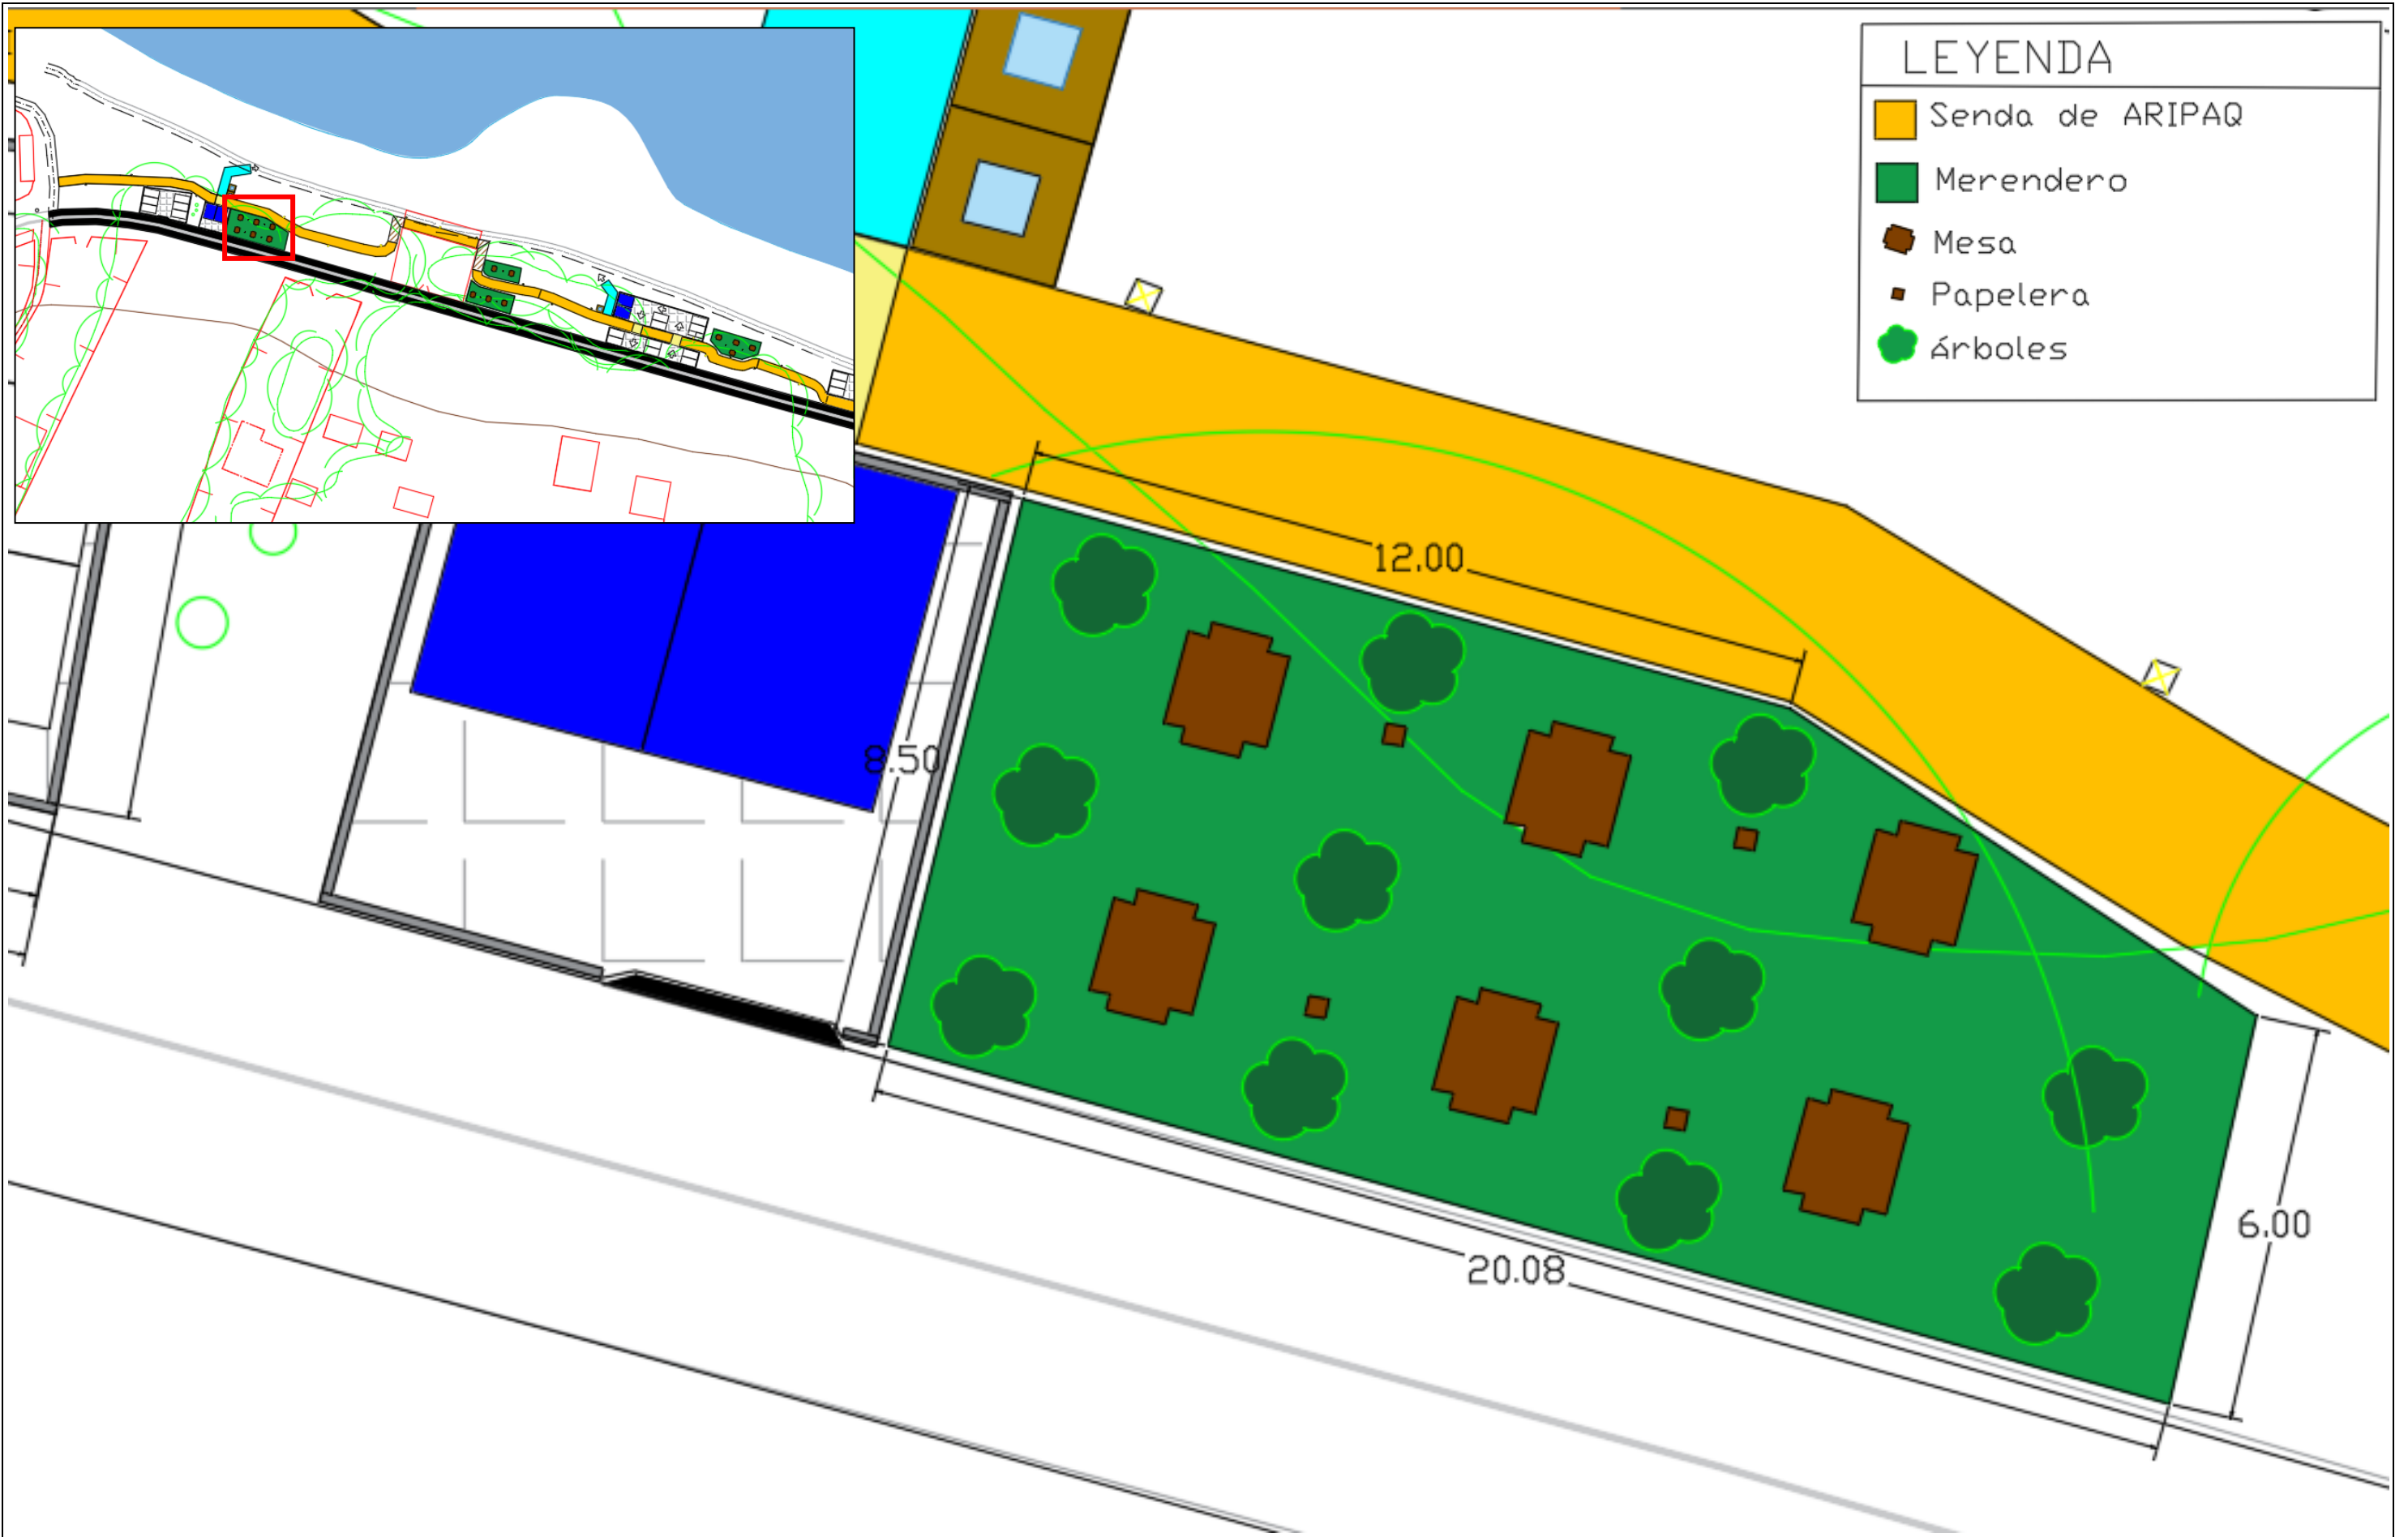 LEYENDA
Senda de ARIPAQ
Merendero
Mesa
Papelera
Árboles
12.00
8.50
6.00
20.08